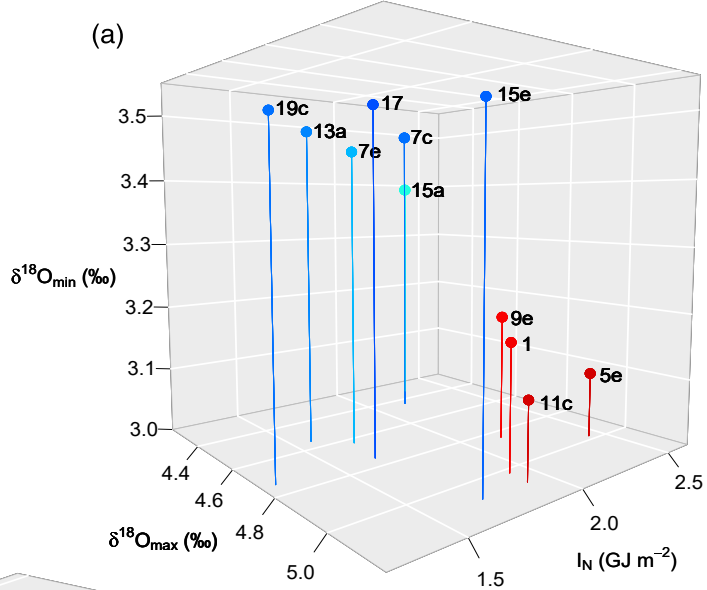 (a)
3.5
3.4
3.3
3.2
3.1
3.0
δ¹⁸Omin (‰)
19c
13a
7e
17
7c
15a
15e
9e
1
11c
5e
4.4
4.6
4.8
5.0
δ¹⁸Omax (‰)
1.5
2.0
2.5
IN (GJ m⁻²)